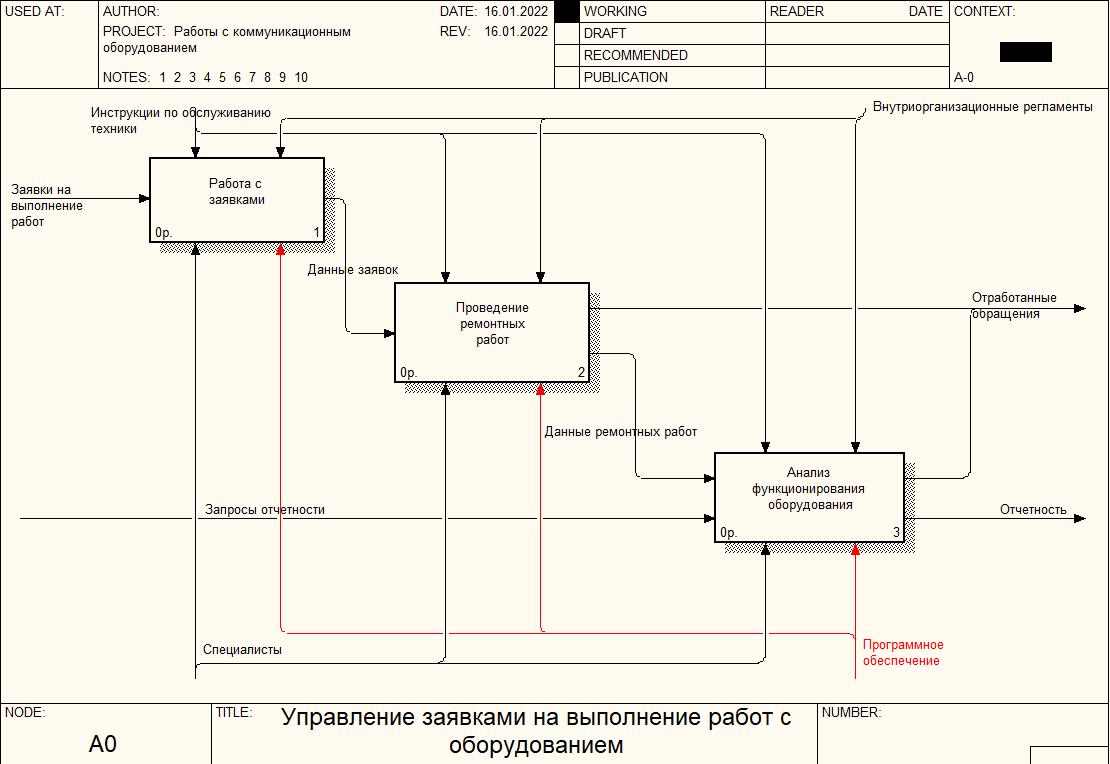 USED AT:
AUTHOR:
DATE: 16.01.2022
PROJECT: Работы с коммуникационным
оборудованием
REV: 16.01.2022
NOTES: 1 2 3 4 5 6 7 8 9 10
WORKING
DRAFT
RECOMMENDED
PUBLICATION
READER DATE
CONTEXT:
A-0
Инструкции по обслуживанию
техники
Внутриорганизационные регламенты
Заявки на
выполнение
работ
Работа с
заявками
0р. 1
Данные заявок
Проведение
ремонтных
работ
0р. 2
Отработанные
обращения
Данные ремонтных работ
Анализ
функционирования
оборудования
0р. 3
Запросы отчетности
Отчетность
Специалисты
Программное
обеспечение
NODE:
A0
TITLE:
Управление заявками на выполнение работ с
оборудованием
NUMBER: